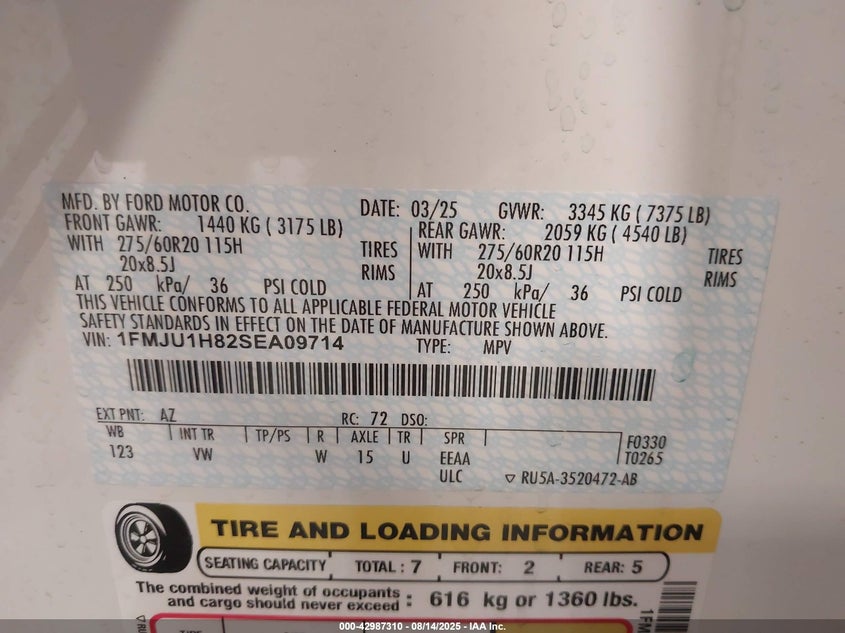 MFD. BY FORD MOTOR CO. DATE: 03/25 GVWR: 3345 KG ( 7375 LB)
FRONT GAWR: 1440 KG ( 3175 LB) REAR GAWR: 2059 KG ( 4540 LB)
WITH 275/60R20 115H TIRES WITH 275/60R20 115H TIRES
20x8.5J RIMS 20x8.5J RIMS
AT 250 kPa/ 36 PSI COLD AT 250 kPa/ 36 PSI COLD
THIS VEHICLE CONFORMS TO ALL APPLICABLE FEDERAL MOTOR VEHICLE
SAFETY STANDARDS IN EFFECT ON THE DATE OF MANUFACTURE SHOWN ABOVE.
VIN: 1FMJU1H82SEA09714 TYPE: MPV
EXT PNT: AZ RC: 72 DSO:
WB INT TR TP/PS R AXLE TR SPR F0330
123 VW W 15 U EEAA T0265
ULC ▽ RU5A-3520472-AB
TIRE AND LOADING INFORMATION
SEATING CAPACITY TOTAL : 7 FRONT: 2 REAR: 5
The combined weight of occupants
and cargo should never exceed : 616 kg or 1360 lbs.
000-42987310 - 08/14/2025 - IAA Inc.